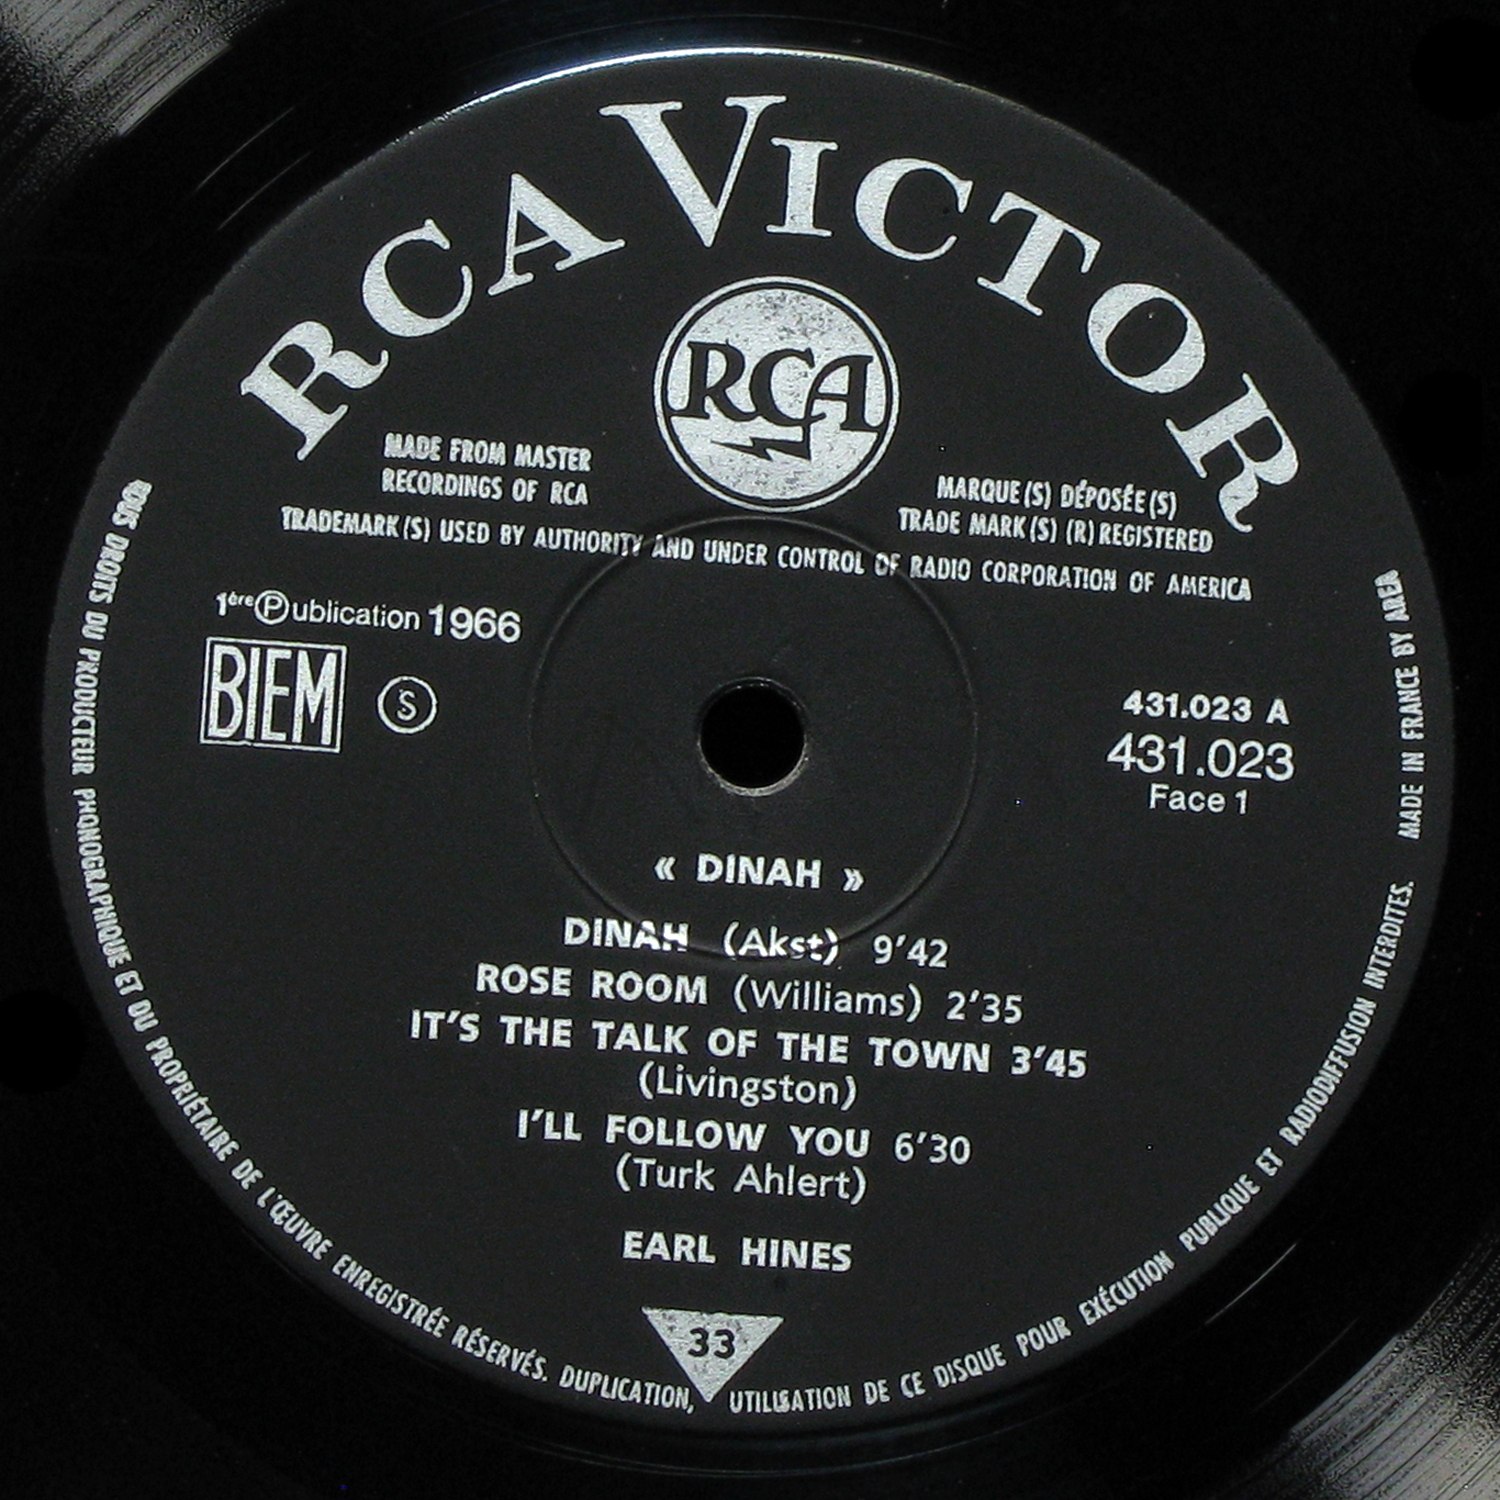 RCA VICTOR
RCA
MADE FROM MASTER
RECORDINGS OF RCA
MARQUE(S) DÉPOSÉE(S)
TRADE MARK(S) (R) REGISTERED
TRADEMARK(S) USED BY AUTHORITY AND UNDER CONTROL OF RADIO CORPORATION OF AMERICA
1ère Ⓟublication 1966
BIEM
S
431.023 A
431.023
Face 1
« DINAH »
DINAH (Akst) 9'42
ROSE ROOM (Williams) 2'35
IT'S THE TALK OF THE TOWN 3'45
(Livingston)
I'LL FOLLOW YOU 6'30
(Turk Ahlert)
EARL HINES
33
TOUS DROITS DU PRODUCTEUR PHONOGRAPHIQUE ET DU PROPRIÉTAIRE DE L'ŒUVRE ENREGISTRÉE RÉSERVÉS. DUPLICATION, UTILISATION DE CE DISQUE POUR EXÉCUTION PUBLIQUE ET RADIODIFFUSION INTERDITES. MADE IN FRANCE BY AREA